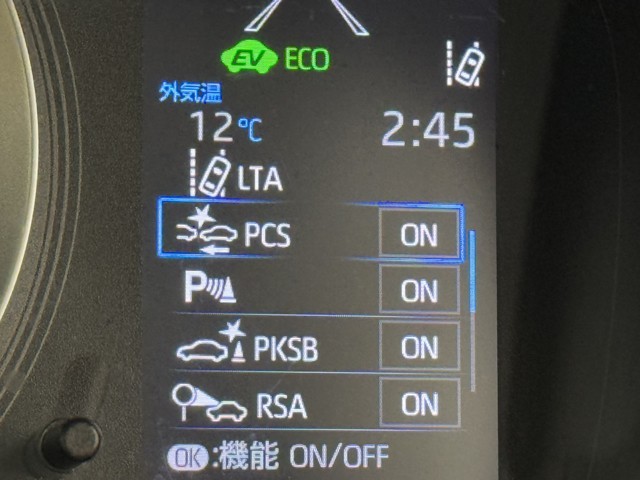 EV ECO
外気温
12℃ 2:45
LTA
PCS ON
P ON
PKSB ON
RSA ON
OK:機能 ON/OFF